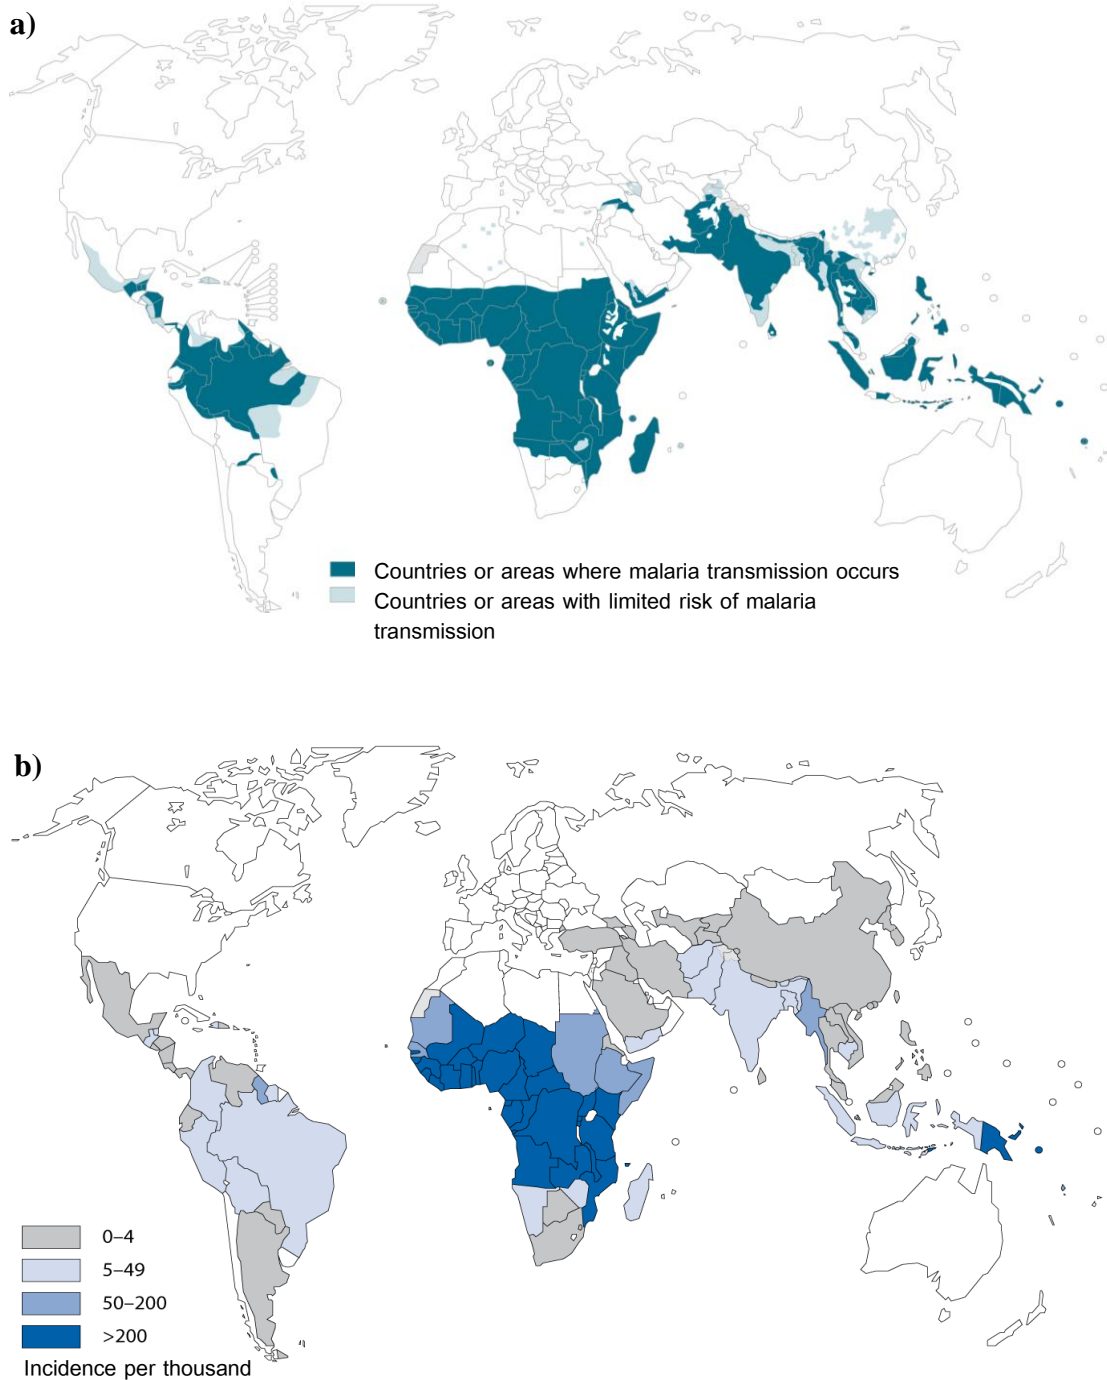 a)
Countries or areas where malaria transmission occurs
Countries or areas with limited risk of malaria
transmission
b)
0–4
5–49
50–200
>200
Incidence per thousand